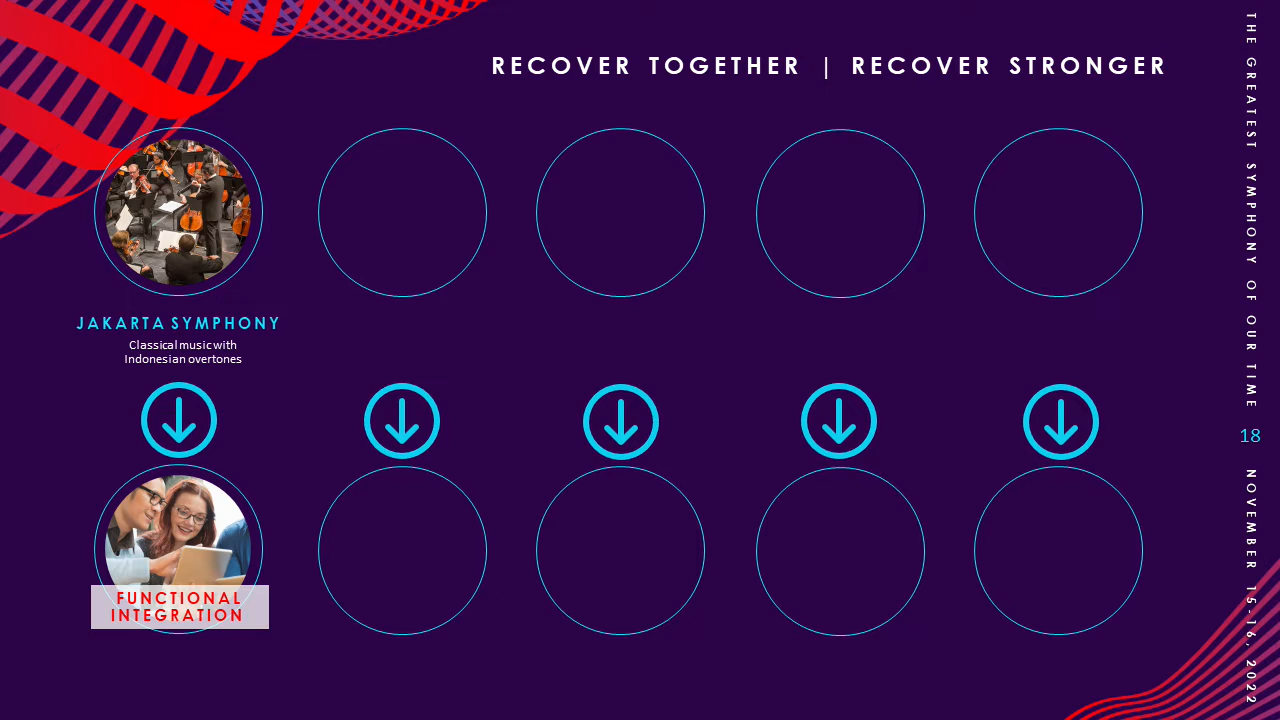 RECOVER TOGETHER | RECOVER STRONGER
JAKARTA SYMPHONY
Classical music with
Indonesian overtones
FUNCTIONAL
INTEGRATION
THE GREATEST SYMPHONY OF OUR TIME
18
NOVEMBER 15-16, 2022